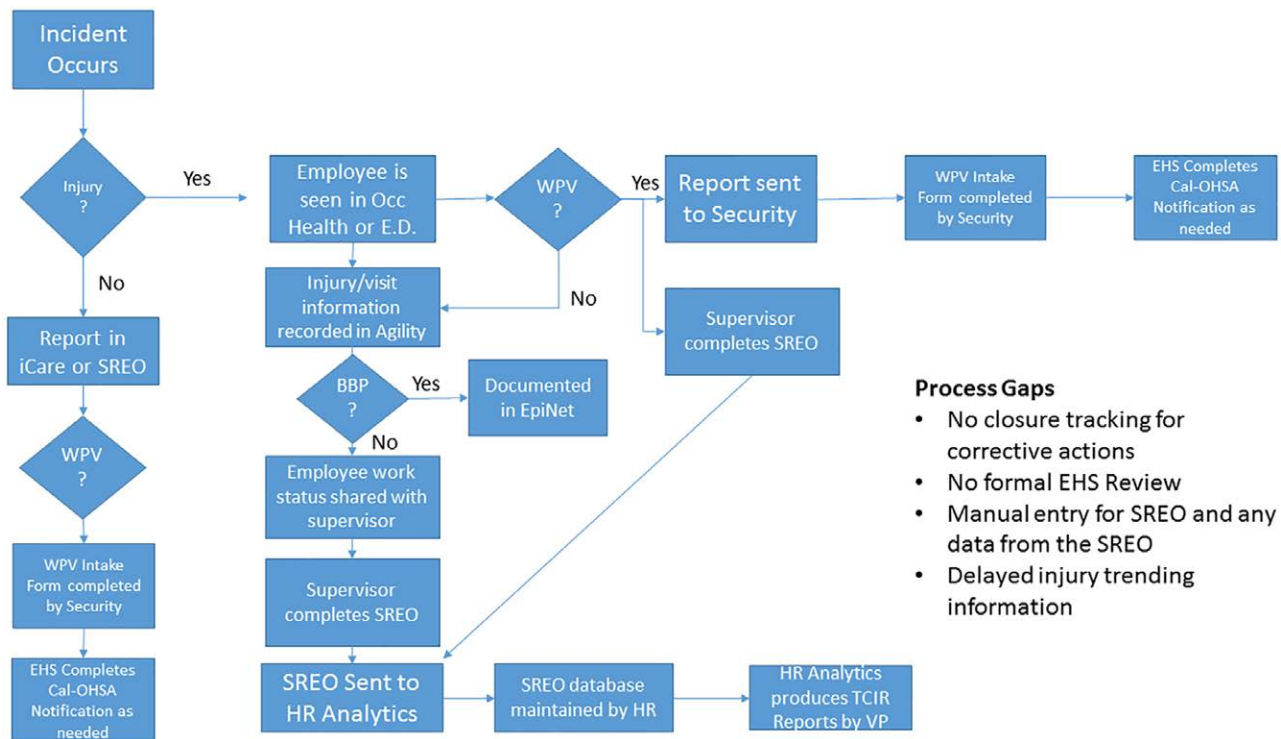 Incident
Occurs
Injury
?
Yes
No
Employee is
seen in Occ
Health or E.D.
WPV
?
Yes
No
Report sent
to Security
WPV Intake
Form completed
by Security
EHS Completes
Cal-OHSA
Notification as
needed
Injury/visit
information
recorded in Agility
Supervisor
completes SREO
Report in
iCare or SREO
BBP
?
Yes
No
Documented
in EpiNet
WPV
?
Employee work
status shared with
supervisor
WPV Intake
Form completed
by Security
Supervisor
completes SREO
EHS Completes
Cal-OHSA
Notification as
needed
SREO Sent to
HR Analytics
SREO database
maintained by HR
HR Analytics
produces TCIR
Reports by VP
Process Gaps
• No closure tracking for
corrective actions
• No formal EHS Review
• Manual entry for SREO and any
data from the SREO
• Delayed injury trending
information